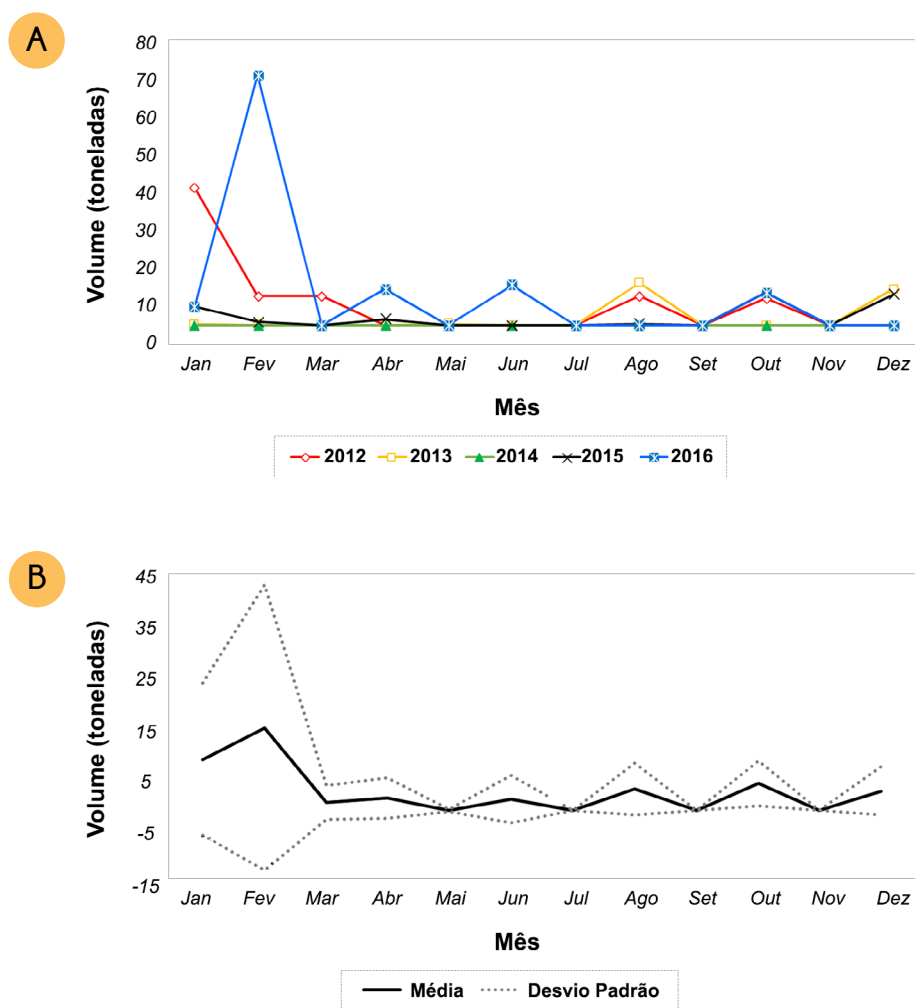 A
Volume (toneladas)
80
70
60
50
40
30
20
10
0
Jan Fev Mar Abr Mai Jun Jul Ago Set Out Nov Dez
Mês
2012 2013 2014 2015 2016
B
Volume (toneladas)
45
35
25
15
5
-5
-15
Jan Fev Mar Abr Mai Jun Jul Ago Set Out Nov Dez
Mês
Média Desvio Padrão